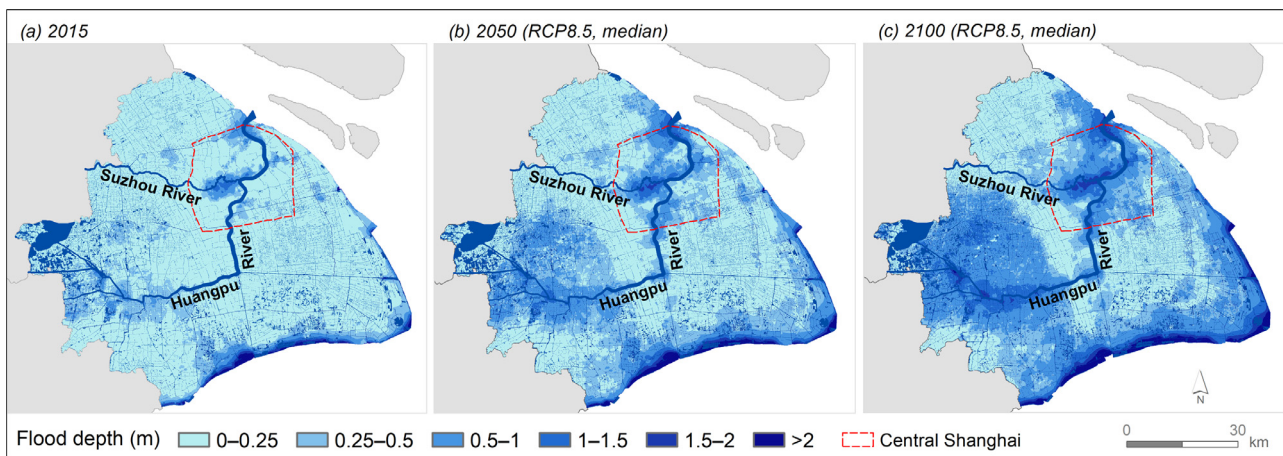 (a) 2015
(b) 2050 (RCP8.5, median)
(c) 2100 (RCP8.5, median)
Suzhou River
Huangpu River
Suzhou River
Huangpu River
Suzhou River
Huangpu River
N
Flood depth (m) 0–0.25 0.25–0.5 0.5–1 1–1.5 1.5–2 >2 Central Shanghai 0 30
km